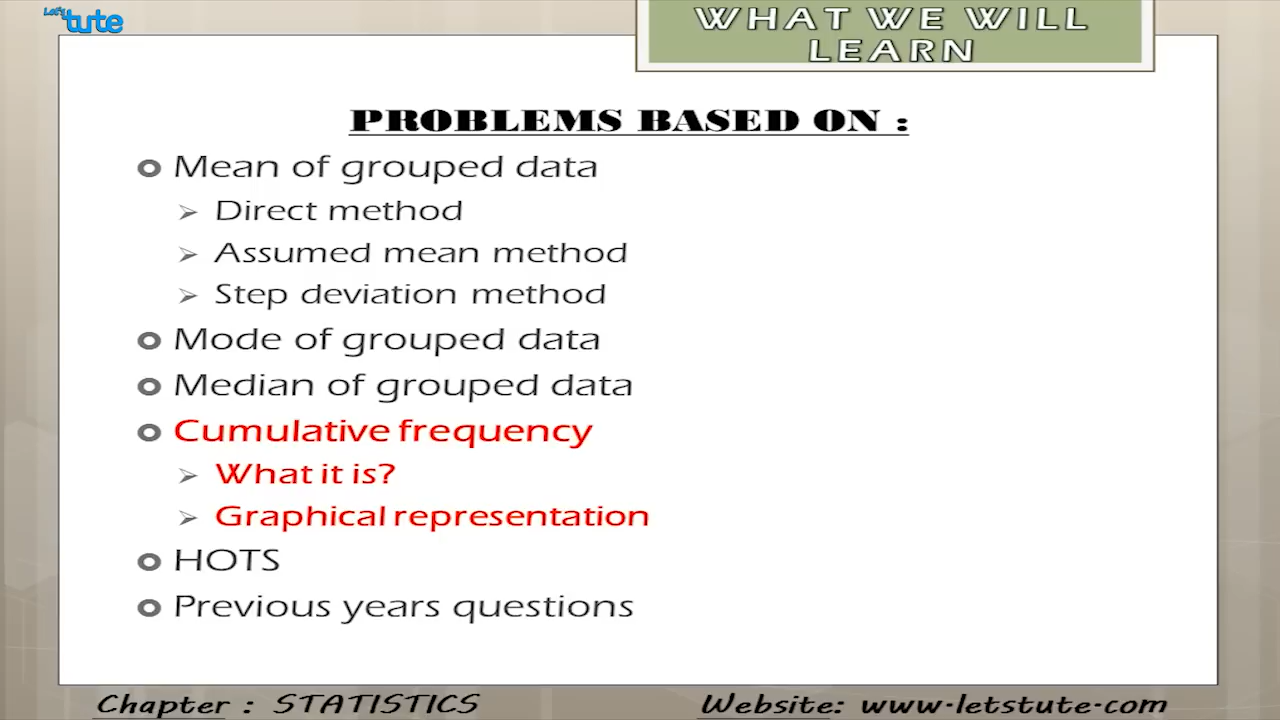 Let's
tute
WHAT WE WILL
LEARN
PROBLEMS BASED ON :
Mean of grouped data
Direct method
Assumed mean method
Step deviation method
Mode of grouped data
Median of grouped data
Cumulative frequency
What it is?
Graphical representation
HOTS
Previous years questions
Chapter : STATISTICS
Website: www.letstute.com